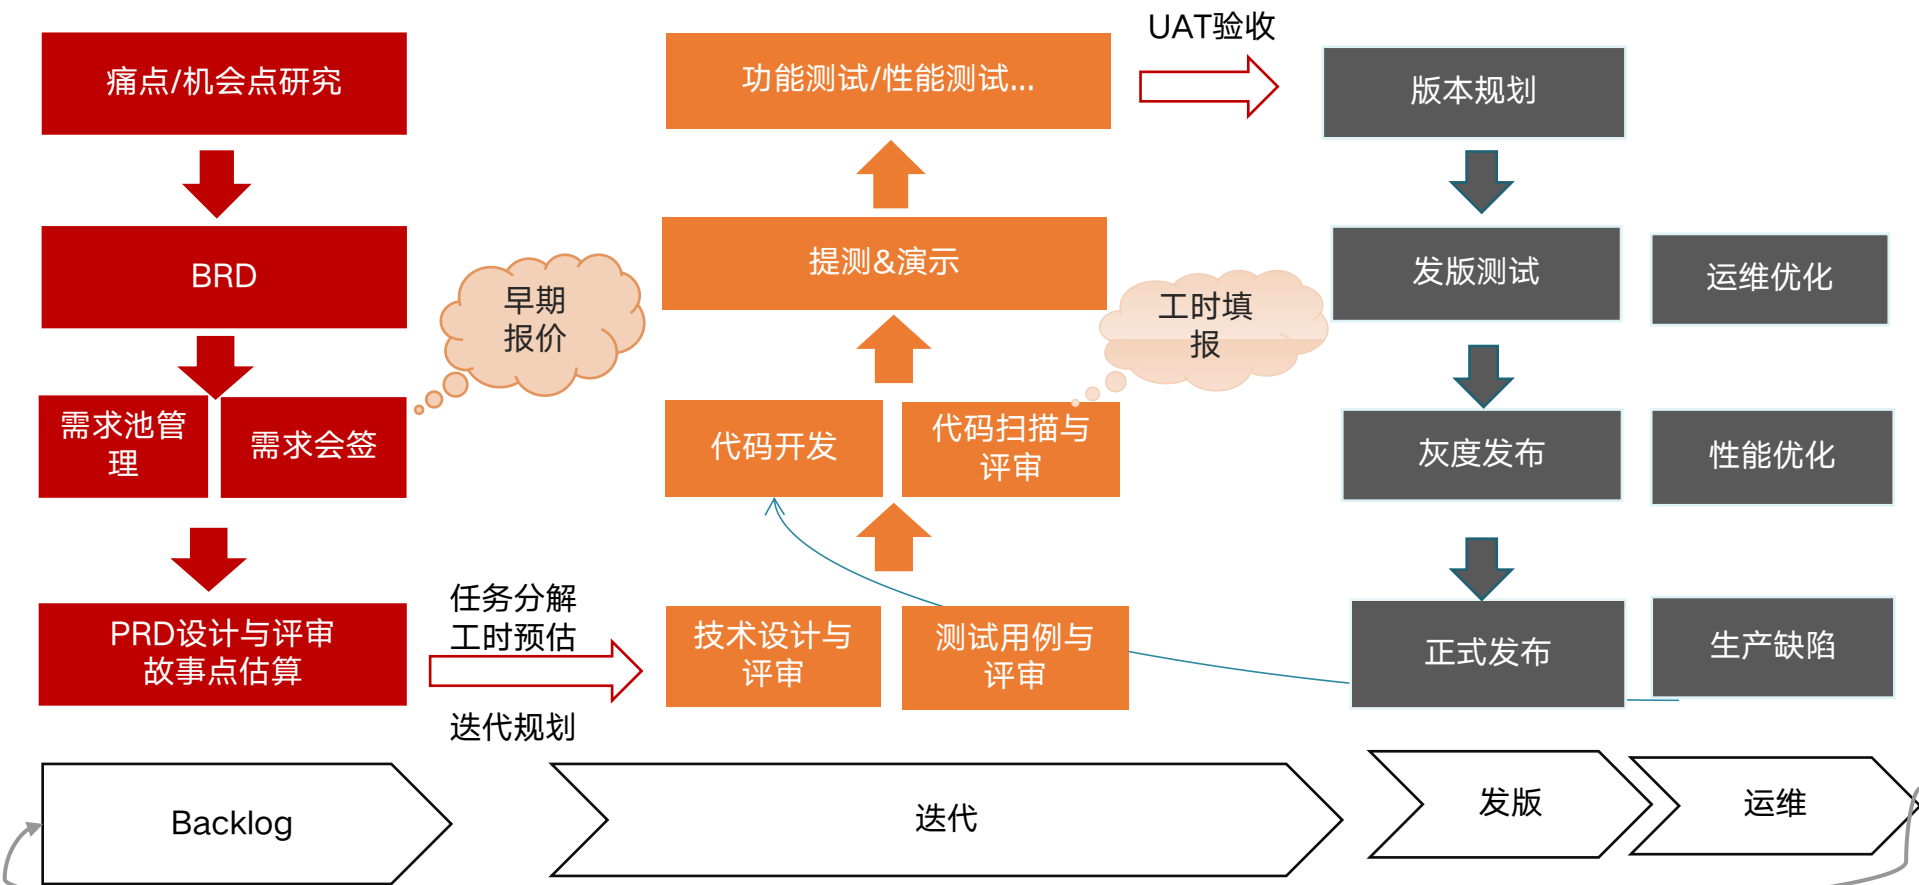 痛点/机会点研究
BRD
需求池管
理
需求会签
PRD设计与评审
故事点估算
早期
报价
任务分解
工时预估
迭代规划
功能测试/性能测试...
提测&演示
代码开发
代码扫描与
评审
技术设计与
评审
测试用例与
评审
工时填
报
UAT验收
版本规划
发版测试
灰度发布
正式发布
运维优化
性能优化
生产缺陷
Backlog
迭代
发版
运维